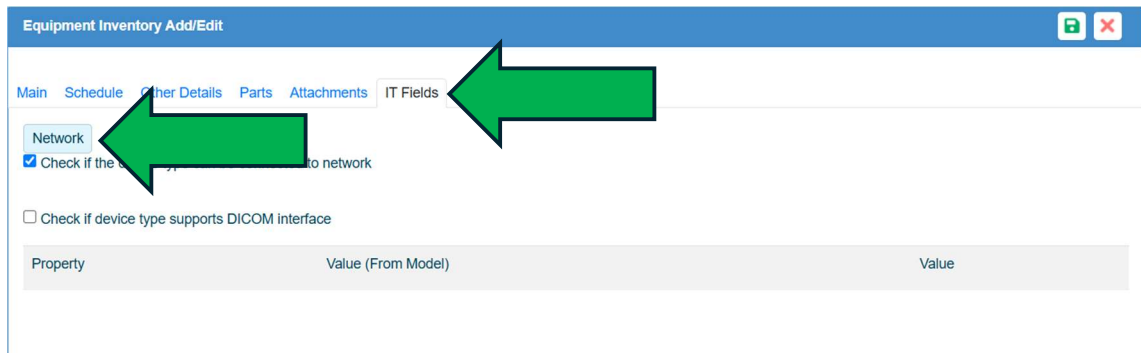 Equipment Inventory Add/Edit
Main Schedule Other Details Parts Attachments IT Fields
Network
Check if the to network
Check if device type supports DICOM interface
Property Value (From Model) Value